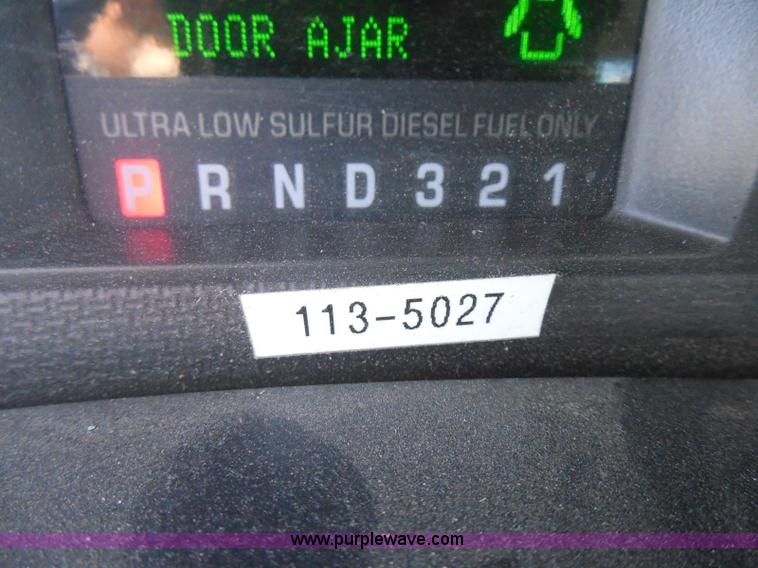 DOOR AJAR
ULTRA LOW SULFUR DIESEL FUEL ONLY
P R N D 3 2 1
113-5027
www.purplewave.com